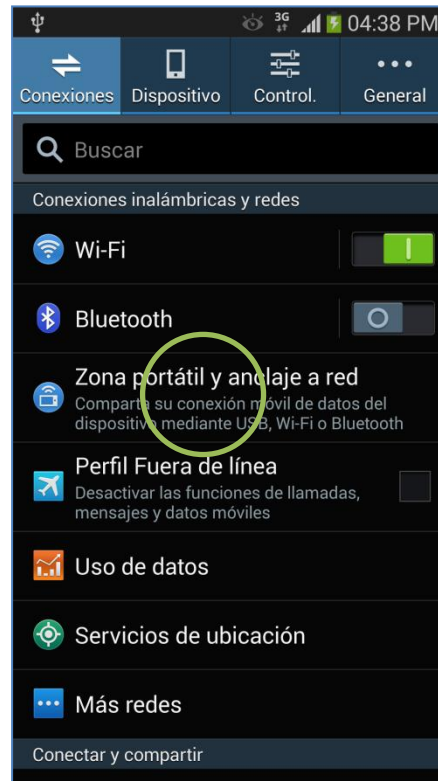 3G 04:38 PM
Conexiones Dispositivo Control. General
Buscar
Conexiones inalámbricas y redes
Wi-Fi
Bluetooth
Zona portátil y anclaje a red
Comparta su conexión móvil de datos del
dispositivo mediante USB, Wi-Fi o Bluetooth
Perfil Fuera de línea
Desactivar las funciones de llamadas,
mensajes y datos móviles
Uso de datos
Servicios de ubicación
Más redes
Conectar y compartir